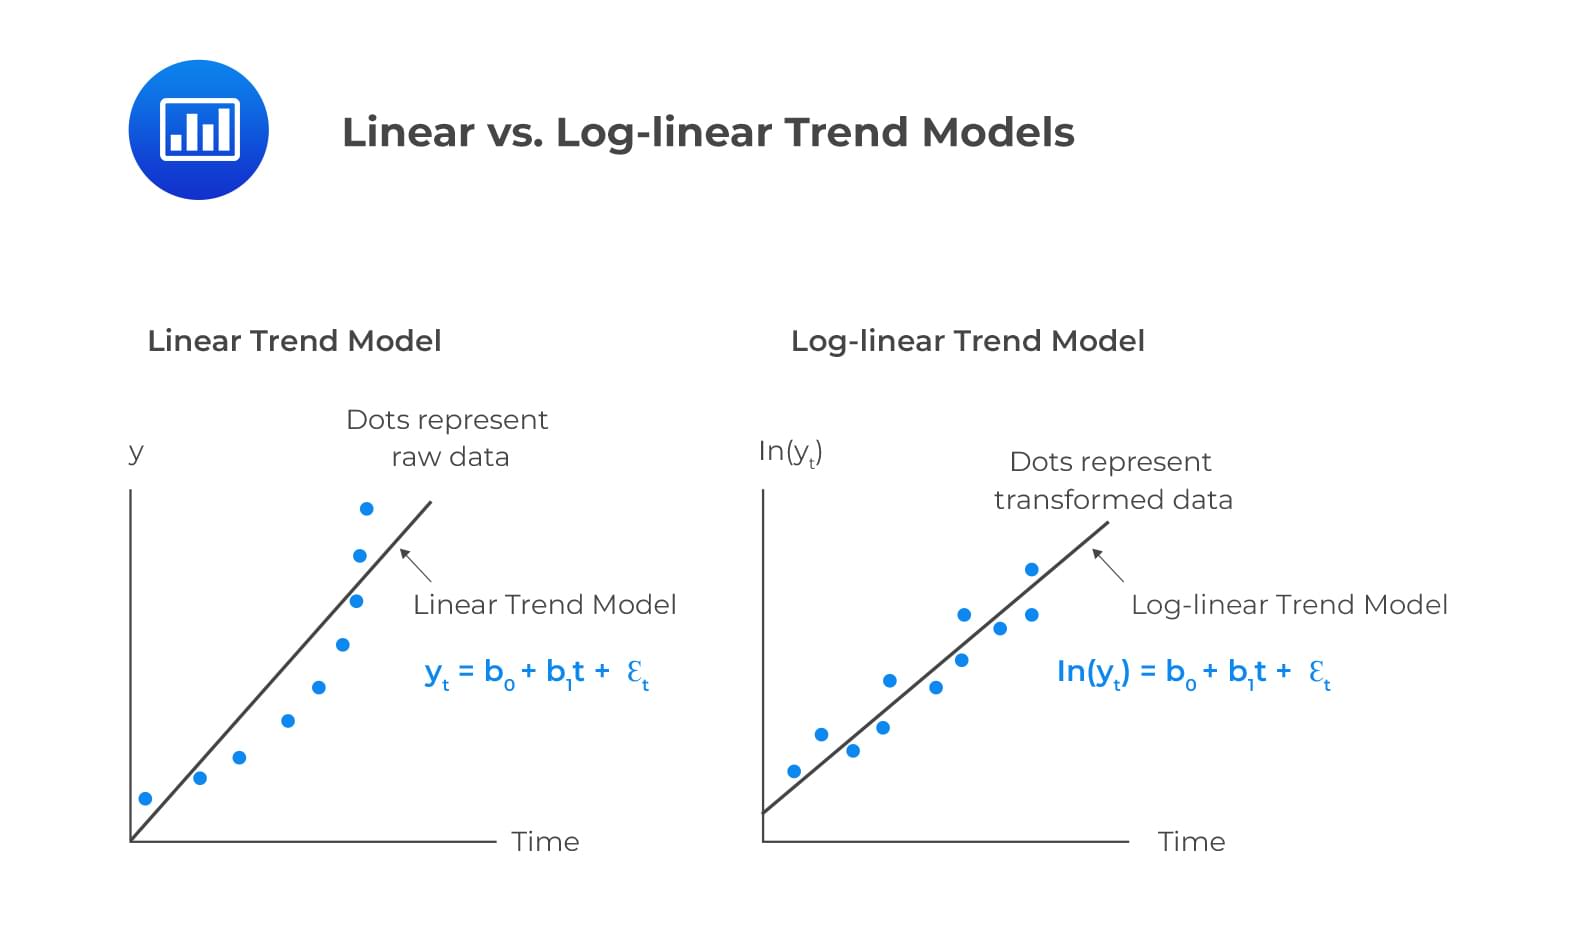 Linear vs. Log-linear Trend Models
Linear Trend Model
Dots represent
raw data
y
Linear Trend Model
yₜ = b₀ + b₁t + Ɛₜ
Time
Log-linear Trend Model
ln(yₜ)
Dots represent
transformed data
Log-linear Trend Model
ln(yₜ) = b₀ + b₁t + Ɛₜ
Time